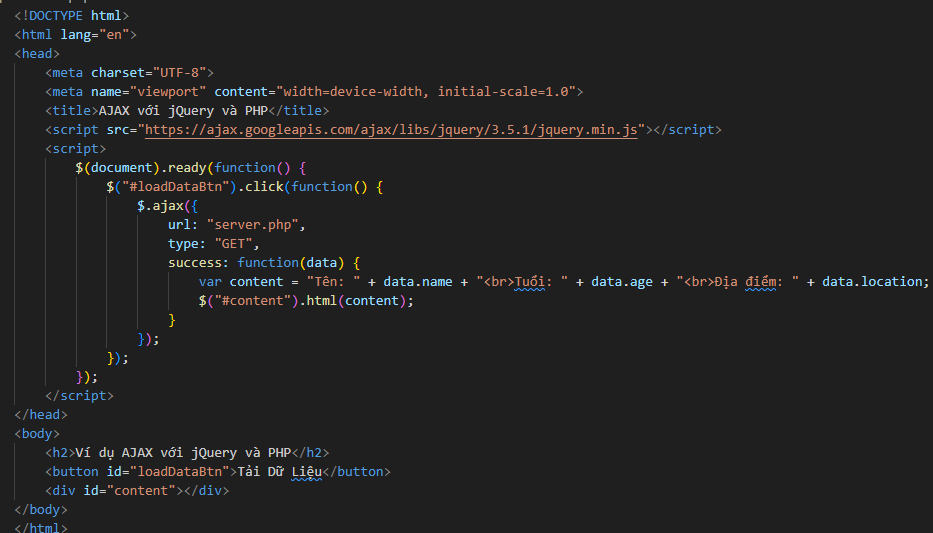 <!DOCTYPE html>
<html lang="en">
<head>
    <meta charset="UTF-8">
    <meta name="viewport" content="width=device-width, initial-scale=1.0">
    <title>AJAX với jQuery và PHP</title>
    <script src="https://ajax.googleapis.com/ajax/libs/jquery/3.5.1/jquery.min.js"></script>
    <script>
        $(document).ready(function() {
            $("#loadDataBtn").click(function() {
                $.ajax({
                    url: "server.php",
                    type: "GET",
                    success: function(data) {
                        var content = "Tên: " + data.name + "<br>Tuổi: " + data.age + "<br>Địa điểm: " + data.location;
                        $("#content").html(content);
                    }
                });
            });
        });
    </script>
</head>
<body>
    <h2>Ví dụ AJAX với jQuery và PHP</h2>
    <button id="loadDataBtn">Tải Dữ Liệu</button>
    <div id="content"></div>
</body>
</html>